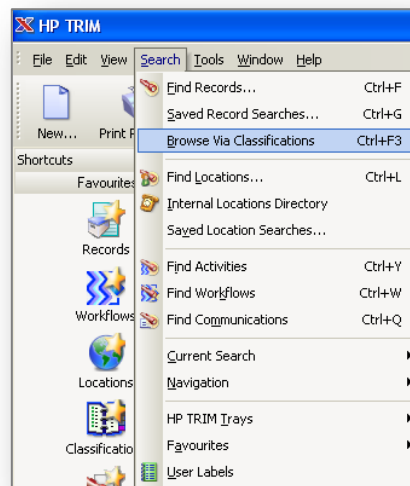 HP TRIM
File Edit View Search Tools Window Help
New... Print
Shortcuts
Favourites
Records
Workflows
Locations
Find Records... Ctrl+F
Saved Record Searches... Ctrl+G
Browse Via Classifications Ctrl+F3
Find Locations... Ctrl+L
Internal Locations Directory
Saved Location Searches...
Find Activities Ctrl+Y
Find Workflows Ctrl+W
Find Communications Ctrl+Q
Current Search
Navigation
HP TRIM Trays
Favourites
User Labels